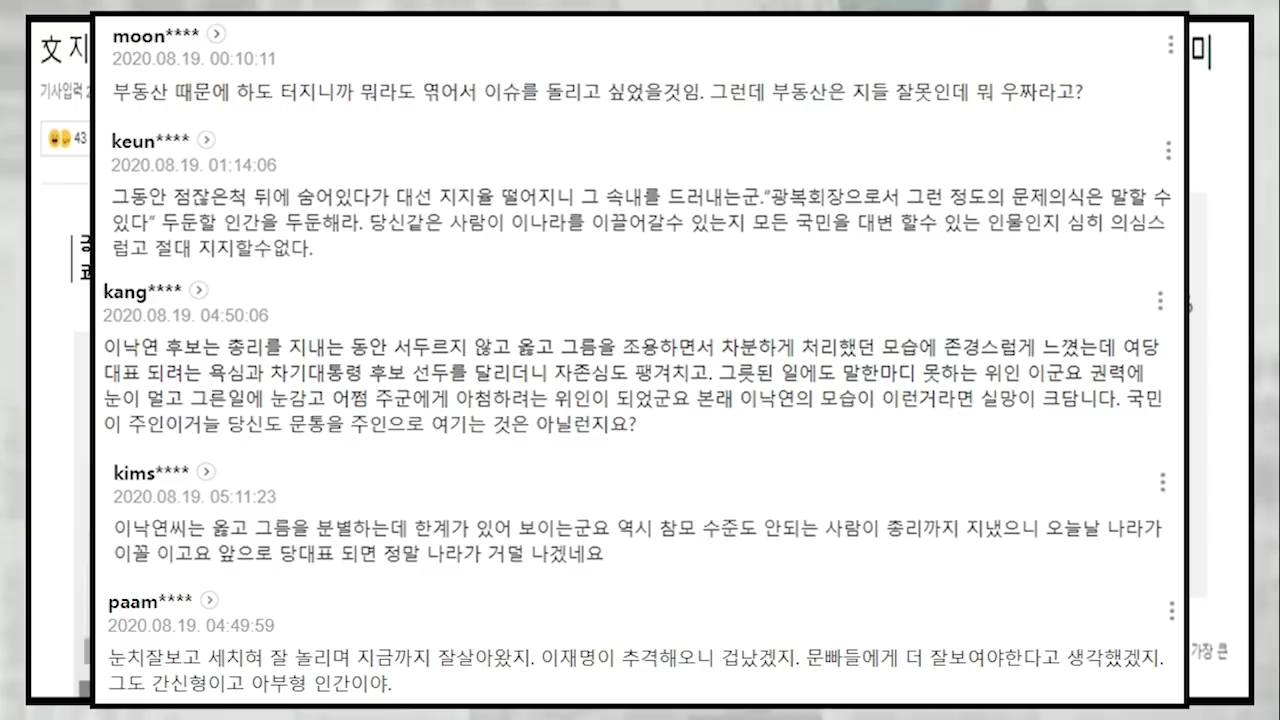 文 지
기사입력 2
43
공
코
미
가장 큰
moon****
2020.08.19. 00:10:11
부동산 때문에 하도 터지니까 뭐라도 엮어서 이슈를 돌리고 싶었을것임. 그런데 부동산은 지들 잘못인데 뭐 우짜라고?
keun****
2020.08.19. 01:14:06
그동안 점잖은척 뒤에 숨어있다가 대선 지지율 떨어지니 그 속내를 드러내는군."광복회장으로서 그런 정도의 문제의식은 말할 수
있다" 두둔할 인간을 두둔해라. 당신같은 사람이 이나라를 이끌어갈수 있는지 모든 국민을 대변 할수 있는 인물인지 심히 의심스
럽고 절대 지지할수없다.
kang****
2020.08.19. 04:50:06
이낙연 후보는 총리를 지내는 동안 서두르지 않고 옳고 그름을 조용하면서 차분하게 처리했던 모습에 존경스럽게 느꼈는데 여당
대표 되려는 욕심과 차기대통령 후보 선두를 달리더니 자존심도 팽겨치고. 그릇된 일에도 말한마디 못하는 위인 이군요 권력에
눈이 멀고 그른일에 눈감고 어쩜 주군에게 아첨하려는 위인이 되었군요 본래 이낙연의 모습이 이런거라면 실망이 크담니다. 국민
이 주인이거늘 당신도 문통을 주인으로 여기는 것은 아닐런지요?
kims****
2020.08.19. 05:11:23
이낙연씨는 옳고 그름을 분별하는데 한계가 있어 보이는군요 역시 참모 수준도 안되는 사람이 총리까지 지냈으니 오늘날 나라가
이꼴 이고요 앞으로 당대표 되면 정말 나라가 거덜 나겠네요
paam****
2020.08.19. 04:49:59
눈치잘보고 세치혀 잘 놀리며 지금까지 잘살아왔지. 이재명이 추격해오니 겁났겠지. 문빠들에게 더 잘보여야한다고 생각했겠지.
그도 간신형이고 아부형 인간이야.